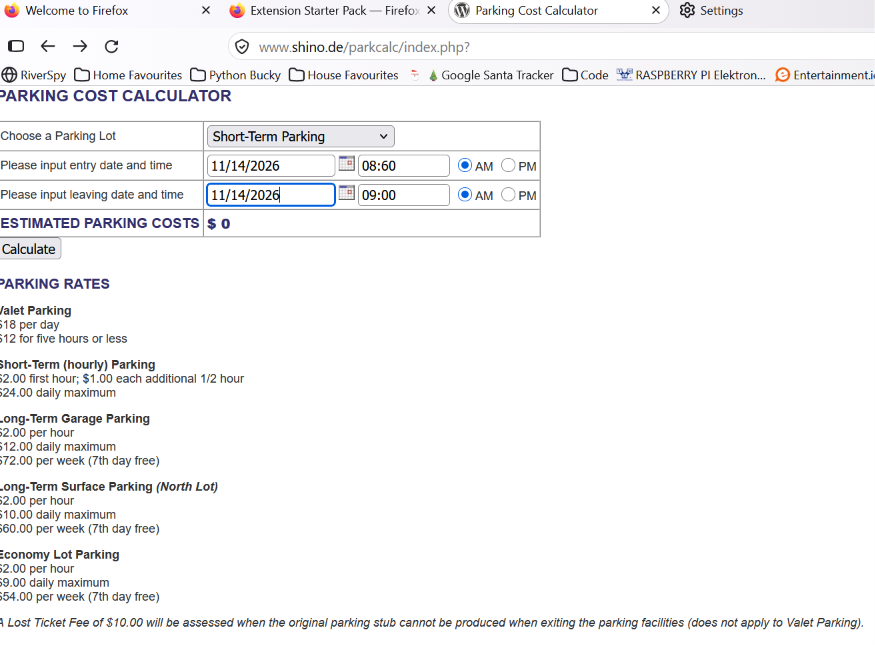 Welcome to Firefox
Extension Starter Pack — Firefox
Parking Cost Calculator
Settings
www.shino.de/parkcalc/index.php?
RiverSpy Home Favourites Python Bucky House Favourites Google Santa Tracker Code RASPBERRY PI Elektron... Entertainment.i
PARKING COST CALCULATOR
Choose a Parking Lot Short-Term Parking
Please input entry date and time 11/14/2026 08:60 AM PM
Please input leaving date and time 11/14/2026 09:00 AM PM
ESTIMATED PARKING COSTS $ 0
Calculate
PARKING RATES
Valet Parking
$18 per day
$12 for five hours or less
Short-Term (hourly) Parking
$2.00 first hour; $1.00 each additional 1/2 hour
$24.00 daily maximum
Long-Term Garage Parking
$2.00 per hour
$12.00 daily maximum
$72.00 per week (7th day free)
Long-Term Surface Parking (North Lot)
$2.00 per hour
$10.00 daily maximum
$60.00 per week (7th day free)
Economy Lot Parking
$2.00 per hour
$9.00 daily maximum
$54.00 per week (7th day free)
A Lost Ticket Fee of $10.00 will be assessed when the original parking stub cannot be produced when exiting the parking facilities (does not apply to Valet Parking).